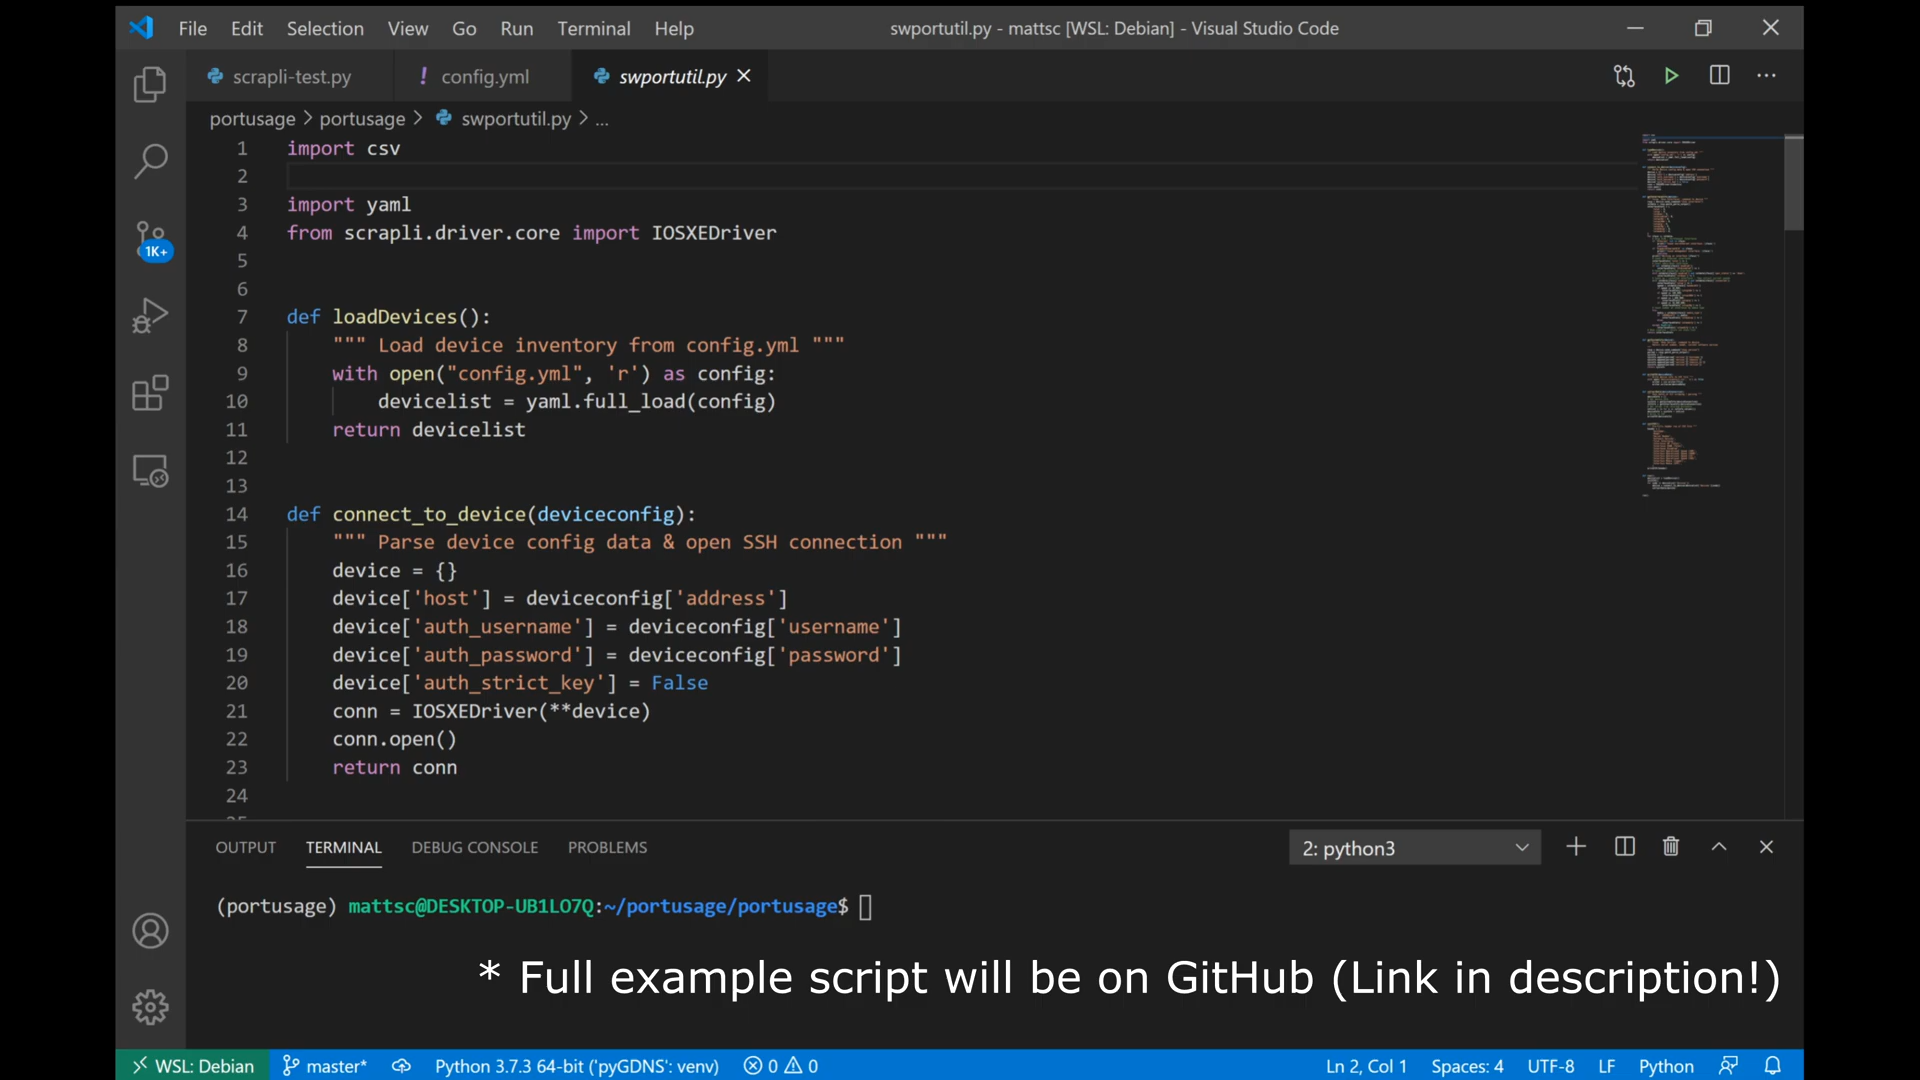 File Edit Selection View Go Run Terminal Help swportutil.py - mattsc [WSL: Debian] - Visual Studio Code
scrapli-test.py ! config.yml swportutil.py
portusage > portusage > swportutil.py > ...
1 import csv
2
3 import yaml
4 from scrapli.driver.core import IOSXEDriver
5
6
7 def loadDevices():
8 """ Load device inventory from config.yml """
9 with open("config.yml", 'r') as config:
10 devicelist = yaml.full_load(config)
11 return devicelist
12
13
14 def connect_to_device(deviceconfig):
15 """ Parse device config data & open SSH connection """
16 device = {}
17 device['host'] = deviceconfig['address']
18 device['auth_username'] = deviceconfig['username']
19 device['auth_password'] = deviceconfig['password']
20 device['auth_strict_key'] = False
21 conn = IOSXEDriver(**device)
22 conn.open()
23 return conn
24
1K+
OUTPUT TERMINAL DEBUG CONSOLE PROBLEMS 2: python3
(portusage) mattsc@DESKTOP-UB1LO7Q:~/portusage/portusage$
* Full example script will be on GitHub (Link in description!)
WSL: Debian master* Python 3.7.3 64-bit ('pyGDNS': venv) 0 0 Ln 2, Col 1 Spaces: 4 UTF-8 LF Python